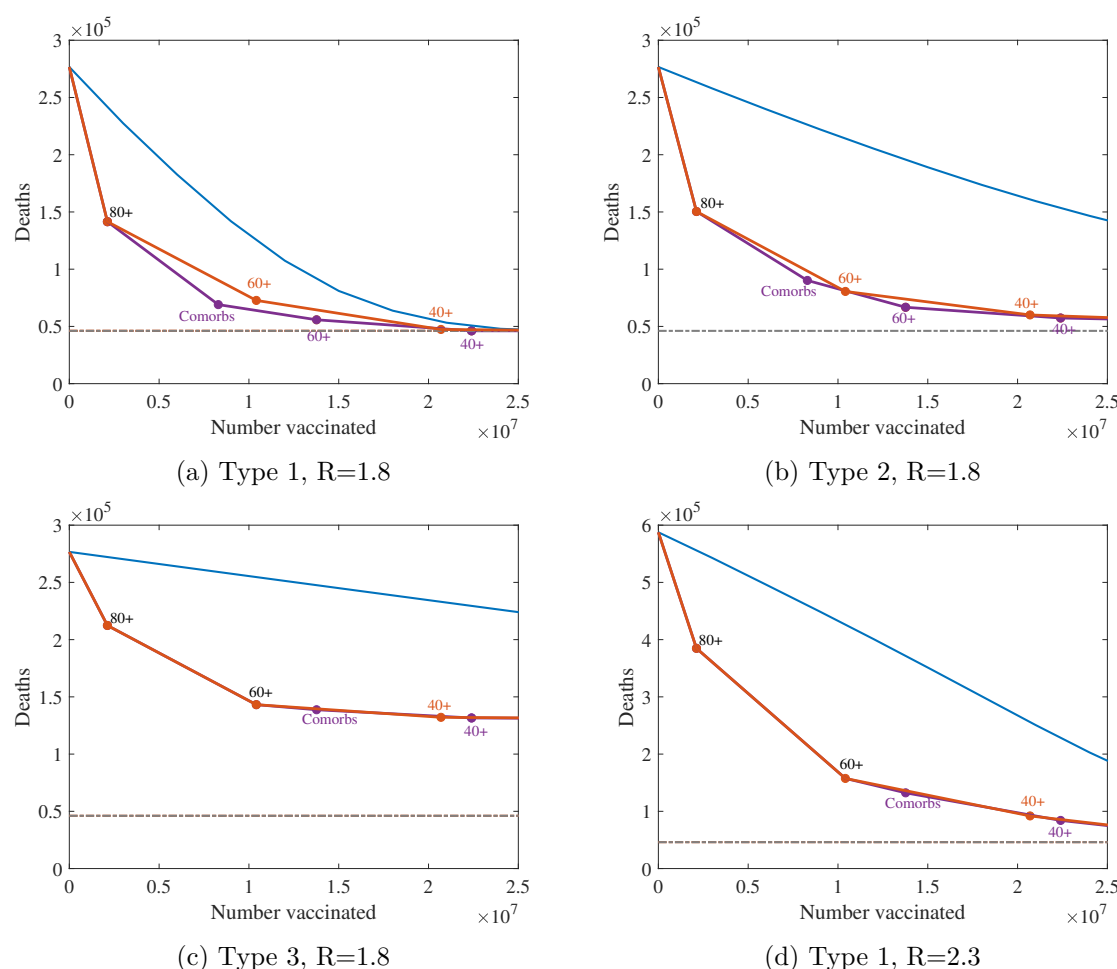 ×10^5
3
2.5
2
1.5
1
0.5
0
Deaths
80+
60+
Comorbs
60+
40+
40+
0 0.5 1 1.5 2 2.5
Number vaccinated
×10^7
(a) Type 1, R=1.8
×10^5
3
2.5
2
1.5
1
0.5
0
Deaths
80+
Comorbs
60+
60+
40+
40+
0 0.5 1 1.5 2 2.5
Number vaccinated
×10^7
(b) Type 2, R=1.8
×10^5
3
2.5
2
1.5
1
0.5
0
Deaths
80+
60+
Comorbs
40+
40+
0 0.5 1 1.5 2 2.5
Number vaccinated
×10^7
(c) Type 3, R=1.8
×10^5
6
5
4
3
2
1
0
Deaths
80+
60+
Comorbs
40+
40+
0 0.5 1 1.5 2 2.5
Number vaccinated
×10^7
(d) Type 1, R=2.3